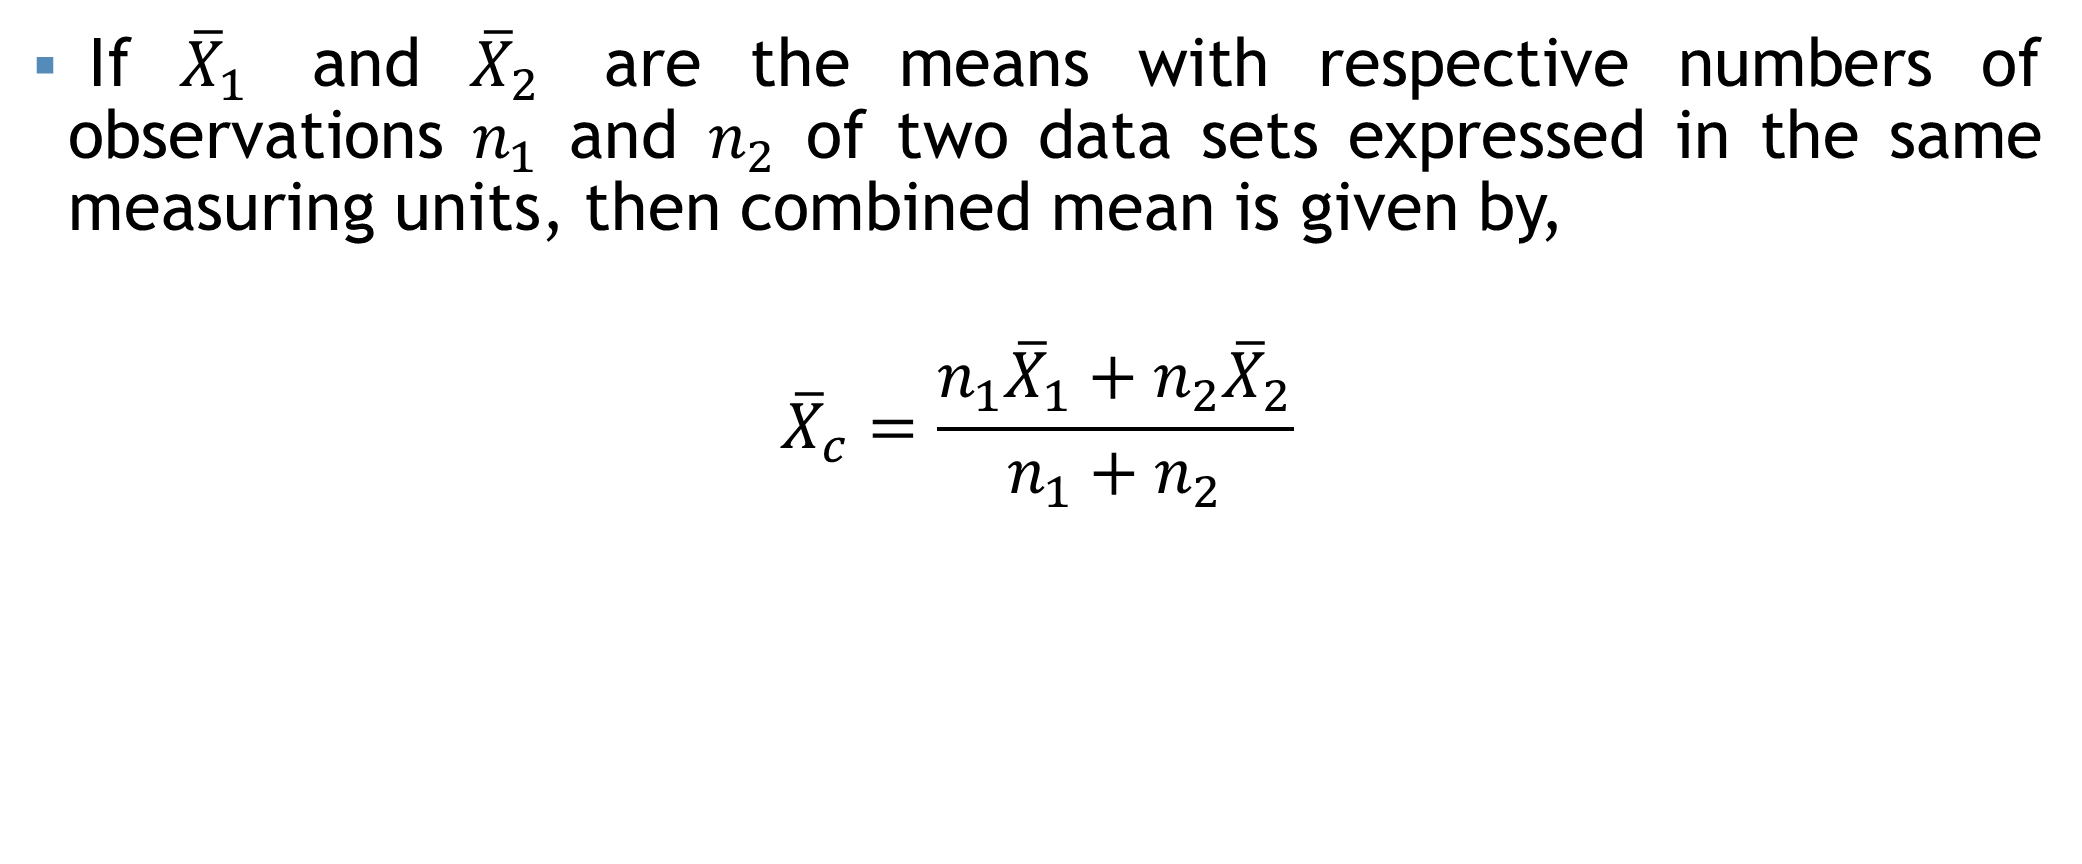 ▪ If X̄₁ and X̄₂ are the means with respective numbers of
observations n₁ and n₂ of two data sets expressed in the same
measuring units, then combined mean is given by,
X̄c = (n₁X̄₁ + n₂X̄₂) / (n₁ + n₂)